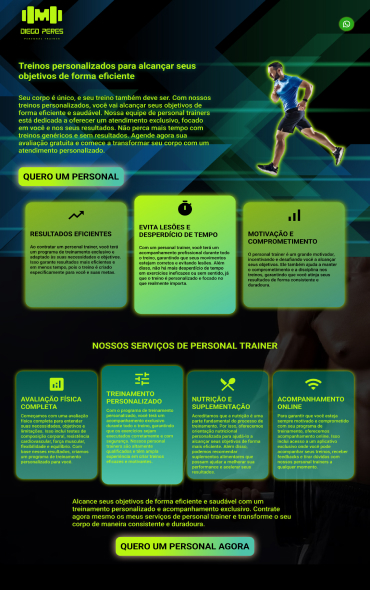 DIEGO PERES
PERSONAL TRAINER
Treinos personalizados para alcançar seus
objetivos de forma eficiente
Seu corpo é único, e seu treino também deve ser. Com nossos
treinos personalizados, você vai alcançar seus objetivos de
forma eficiente e saudável. Nossa equipe de personal trainers
está dedicada a oferecer um atendimento exclusivo, focado
em você e nos seus resultados. Não perca mais tempo com
treinos genéricos e sem resultados. Agende agora sua
avaliação gratuita e comece a transformar seu corpo com um
atendimento personalizado.
QUERO UM PERSONAL
RESULTADOS EFICIENTES
Ao contratar um personal trainer, você terá
um programa de treinamento exclusivo e
adaptado às suas necessidades e objetivos.
Isso garante resultados mais eficientes e
em menos tempo, pois o treino é criado
especificamente para você e suas metas.
EVITA LESÕES E
DESPERDÍCIO DE TEMPO
Com um personal trainer, você terá um
acompanhamento profissional durante todo
o treino, garantindo que seus movimentos
estejam corretos e evitando lesões. Além
disso, não há mais desperdício de tempo
em exercícios ineficazes ou sem sentido, já
que o treino é personalizado e focado no
que realmente importa.
MOTIVAÇÃO E
COMPROMETIMENTO
O personal trainer é um grande motivador,
incentivando e desafiando você a alcançar
seus objetivos. Ele também ajuda a manter
o comprometimento e a disciplina nos
treinos, garantindo que você atinja seus
resultados de forma consistente e
duradoura.
NOSSOS SERVIÇOS DE PERSONAL TRAINER
AVALIAÇÃO FÍSICA
COMPLETA
Começamos com uma avaliação
física completa para entender
suas necessidades, objetivos e
limitações. Isso inclui testes de
composição corporal, resistência
cardiovascular, força muscular,
flexibilidade e equilíbrio. Com
base nesses resultados, criamos
um programa de treinamento
personalizado para você.
TREINAMENTO
PERSONALIZADO
Com o programa de treinamento
personalizado, você terá um
acompanhamento exclusivo
durante todo o treino, garantindo
que os exercícios sejam
executados corretamente e com
segurança. Nossos personal
trainers são altamente
qualificados e têm ampla
experiência em criar treinos
eficazes e motivantes.
NUTRIÇÃO E
SUPLEMENTAÇÃO
Acreditamos que a nutrição é uma
parte fundamental do processo de
treinamento. Por isso, oferecemos
orientação nutricional
personalizada para ajudá-lo a
alcançar seus objetivos de forma
mais eficiente. Além disso,
podemos recomendar
suplementos alimentares que
possam ajudar a melhorar sua
performance e acelerar seus
resultados.
ACOMPANHAMENTO
ONLINE
Para garantir que você esteja
sempre motivado e comprometido
com seu programa de
treinamento, oferecemos
acompanhamento online. Isso
inclui acesso a um aplicativo
exclusivo onde você pode
acompanhar seus treinos, receber
feedbacks e tirar dúvidas com
nossos personal trainers a
qualquer momento.
Alcance seus objetivos de forma eficiente e saudável com um
treinamento personalizado e acompanhamento exclusivo. Contrate
agora mesmo os meus serviços de personal trainer e transforme o seu
corpo de maneira consistente e duradoura.
QUERO UM PERSONAL AGORA